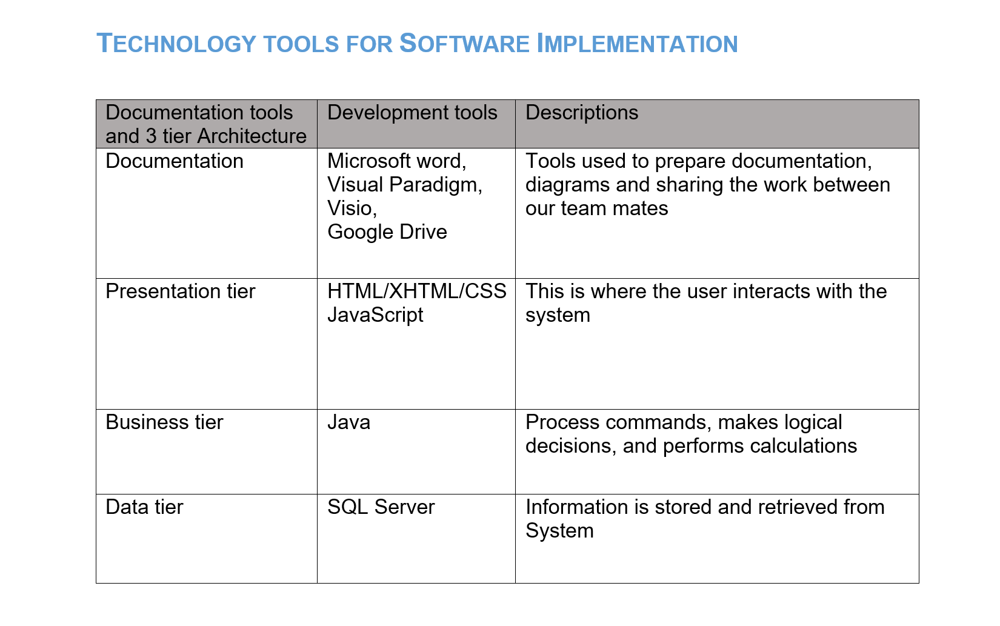 TECHNOLOGY TOOLS FOR SOFTWARE IMPLEMENTATION
Documentation tools
and 3 tier Architecture
Development tools
Descriptions
Documentation
Microsoft word,
Visual Paradigm,
Visio,
Google Drive
Tools used to prepare documentation,
diagrams and sharing the work between
our team mates
Presentation tier
HTML/XHTML/CSS
JavaScript
This is where the user interacts with the
system
Business tier
Java
Process commands, makes logical
decisions, and performs calculations
Data tier
SQL Server
Information is stored and retrieved from
System